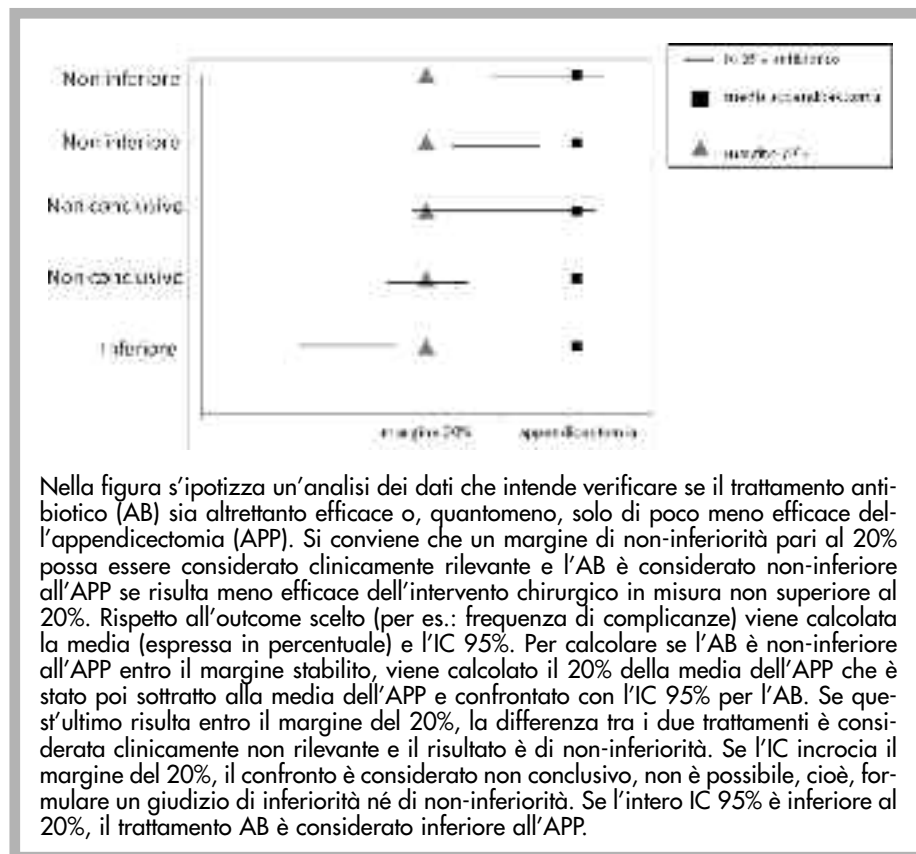 Non inferiore
Non inferiore
Non conclusivo
Non conclusivo
Inferiore
margine 20%
appendicectomia
IC 95% antibiotico
media appendicectomia
margine 20%
Nella figura s'ipotizza un'analisi dei dati che intende verificare se il trattamento anti-
biotico (AB) sia altrettanto efficace o, quantomeno, solo di poco meno efficace del-
l'appendicectomia (APP). Si conviene che un margine di non-inferiorità pari al 20%
possa essere considerato clinicamente rilevante e l'AB è considerato non-inferiore
all'APP se risulta meno efficace dell'intervento chirurgico in misura non superiore al
20%. Rispetto all'outcome scelto (per es.: frequenza di complicanze) viene calcolata
la media (espressa in percentuale) e l'IC 95%. Per calcolare se l'AB è non-inferiore
all'APP entro il margine stabilito, viene calcolato il 20% della media dell'APP che è
stato poi sottratto alla media dell'APP e confrontato con l'IC 95% per l'AB. Se que-
st'ultimo risulta entro il margine del 20%, la differenza tra i due trattamenti è consi-
derata clinicamente non rilevante e il risultato è di non-inferiorità. Se l'IC incrocia il
margine del 20%, il confronto è considerato non conclusivo, non è possibile, cioè, for-
mulare un giudizio di inferiorità né di non-inferiorità. Se l'intero IC 95% è inferiore al
20%, il trattamento AB è considerato inferiore all'APP.